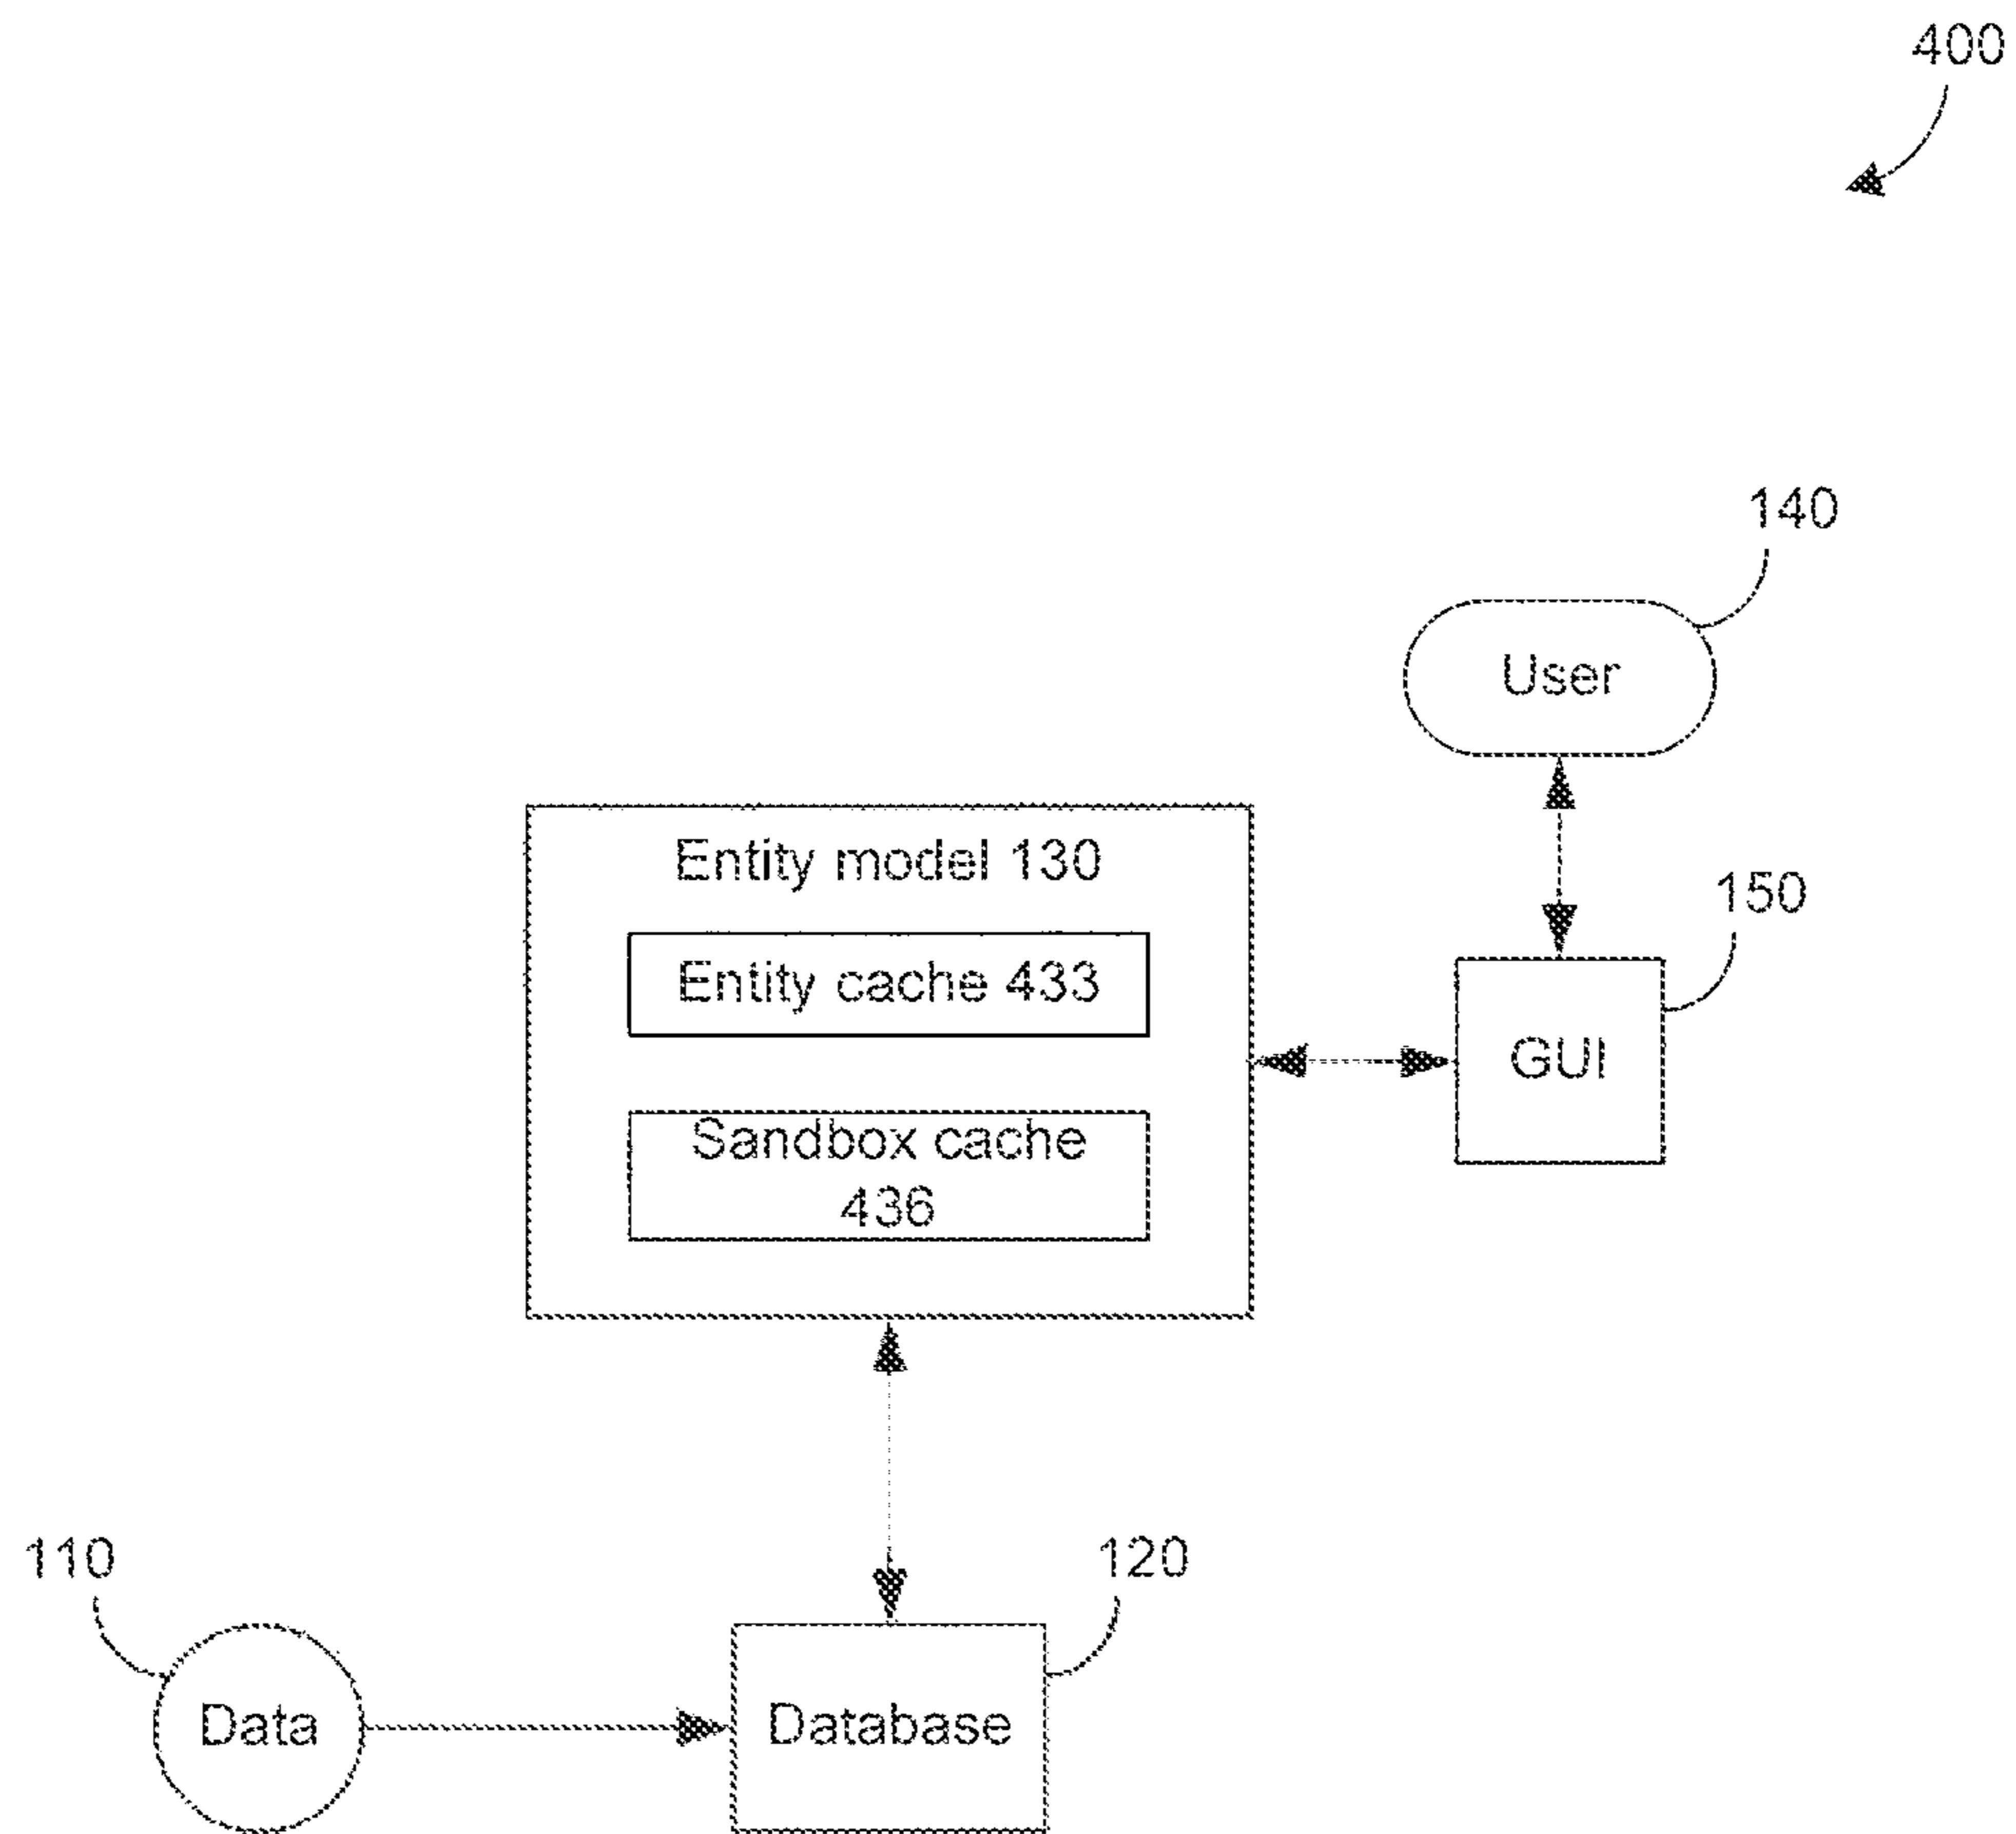 400
140
User
Entity model 130
150
Entity cache 433
GUI
Sandbox cache
436
110
120
Data
Database